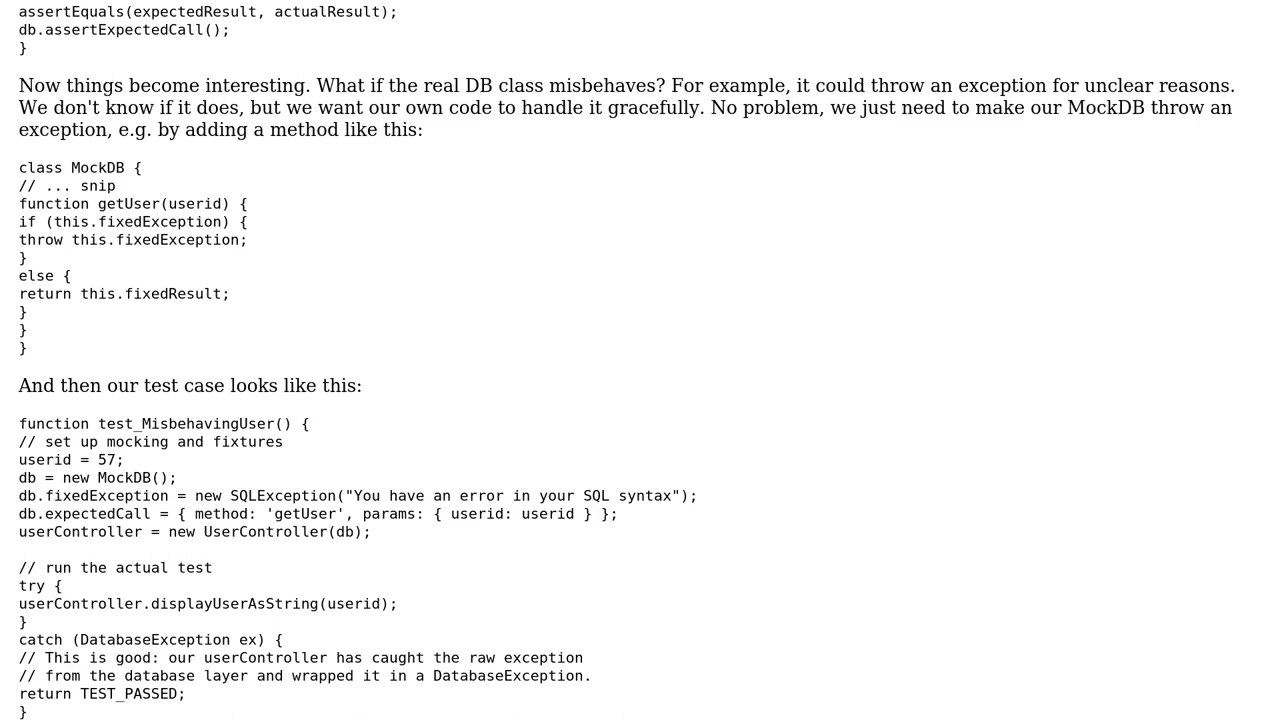 assertEquals(expectedResult, actualResult);
db.assertExpectedCall();
}
Now things become interesting. What if the real DB class misbehaves? For example, it could throw an exception for unclear reasons.
We don't know if it does, but we want our own code to handle it gracefully. No problem, we just need to make our MockDB throw an
exception, e.g. by adding a method like this:
class MockDB {
// ... snip
function getUser(userid) {
if (this.fixedException) {
throw this.fixedException;
}
else {
return this.fixedResult;
}
}
}
And then our test case looks like this:
function test_MisbehavingUser() {
// set up mocking and fixtures
userid = 57;
db = new MockDB();
db.fixedException = new SQLException("You have an error in your SQL syntax");
db.expectedCall = { method: 'getUser', params: { userid: userid } };
userController = new UserController(db);
// run the actual test
try {
userController.displayUserAsString(userid);
}
catch (DatabaseException ex) {
// This is good: our userController has caught the raw exception
// from the database layer and wrapped it in a DatabaseException.
return TEST_PASSED;
}